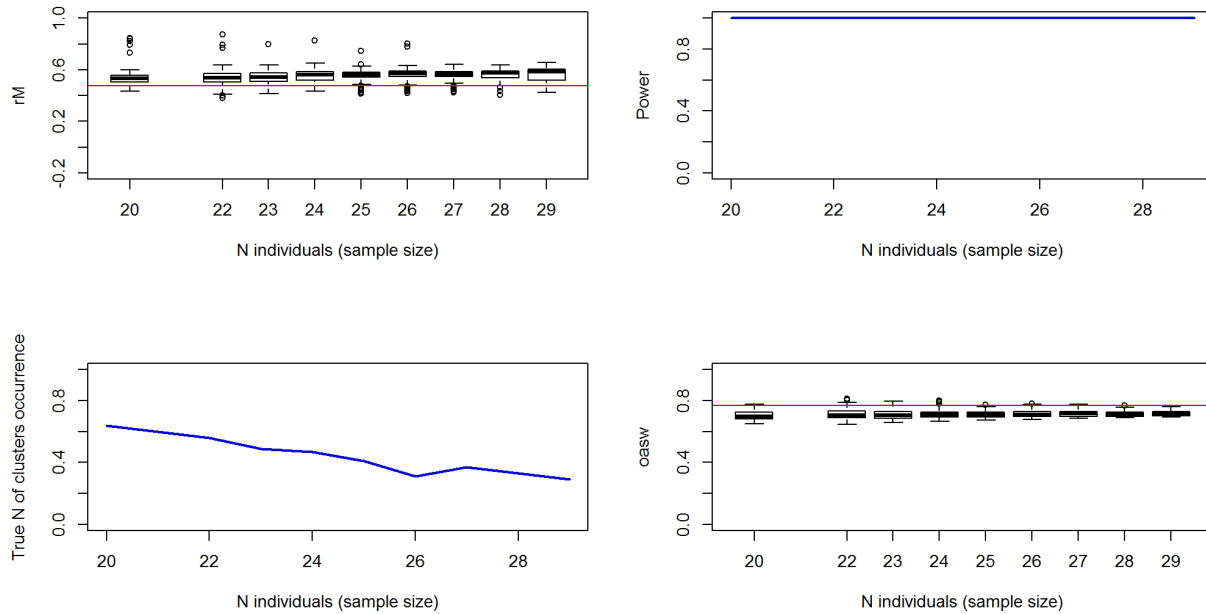 rM
1.0
0.6
0.2
-0.2
20 22 23 24 25 26 27 28 29
N individuals (sample size)
Power
0.8
0.4
0.0
20 22 24 26 28
N individuals (sample size)
True N of clusters occurrence
0.8
0.4
0.0
20 22 24 26 28
N individuals (sample size)
oasw
0.8
0.4
0.0
20 22 23 24 25 26 27 28 29
N individuals (sample size)